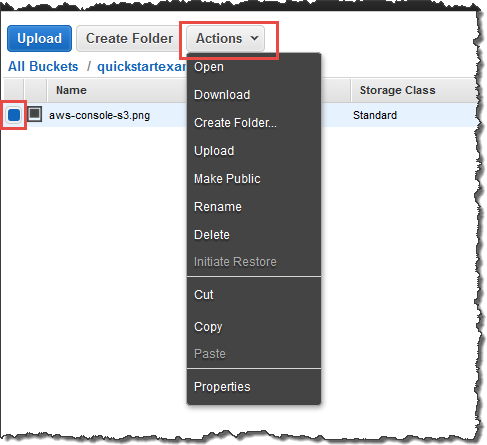 Upload Create Folder Actions
All Buckets / quickstartexa
Name Storage Class
aws-console-s3.png Standard
Open
Download
Create Folder...
Upload
Make Public
Rename
Delete
Initiate Restore
Cut
Copy
Paste
Properties